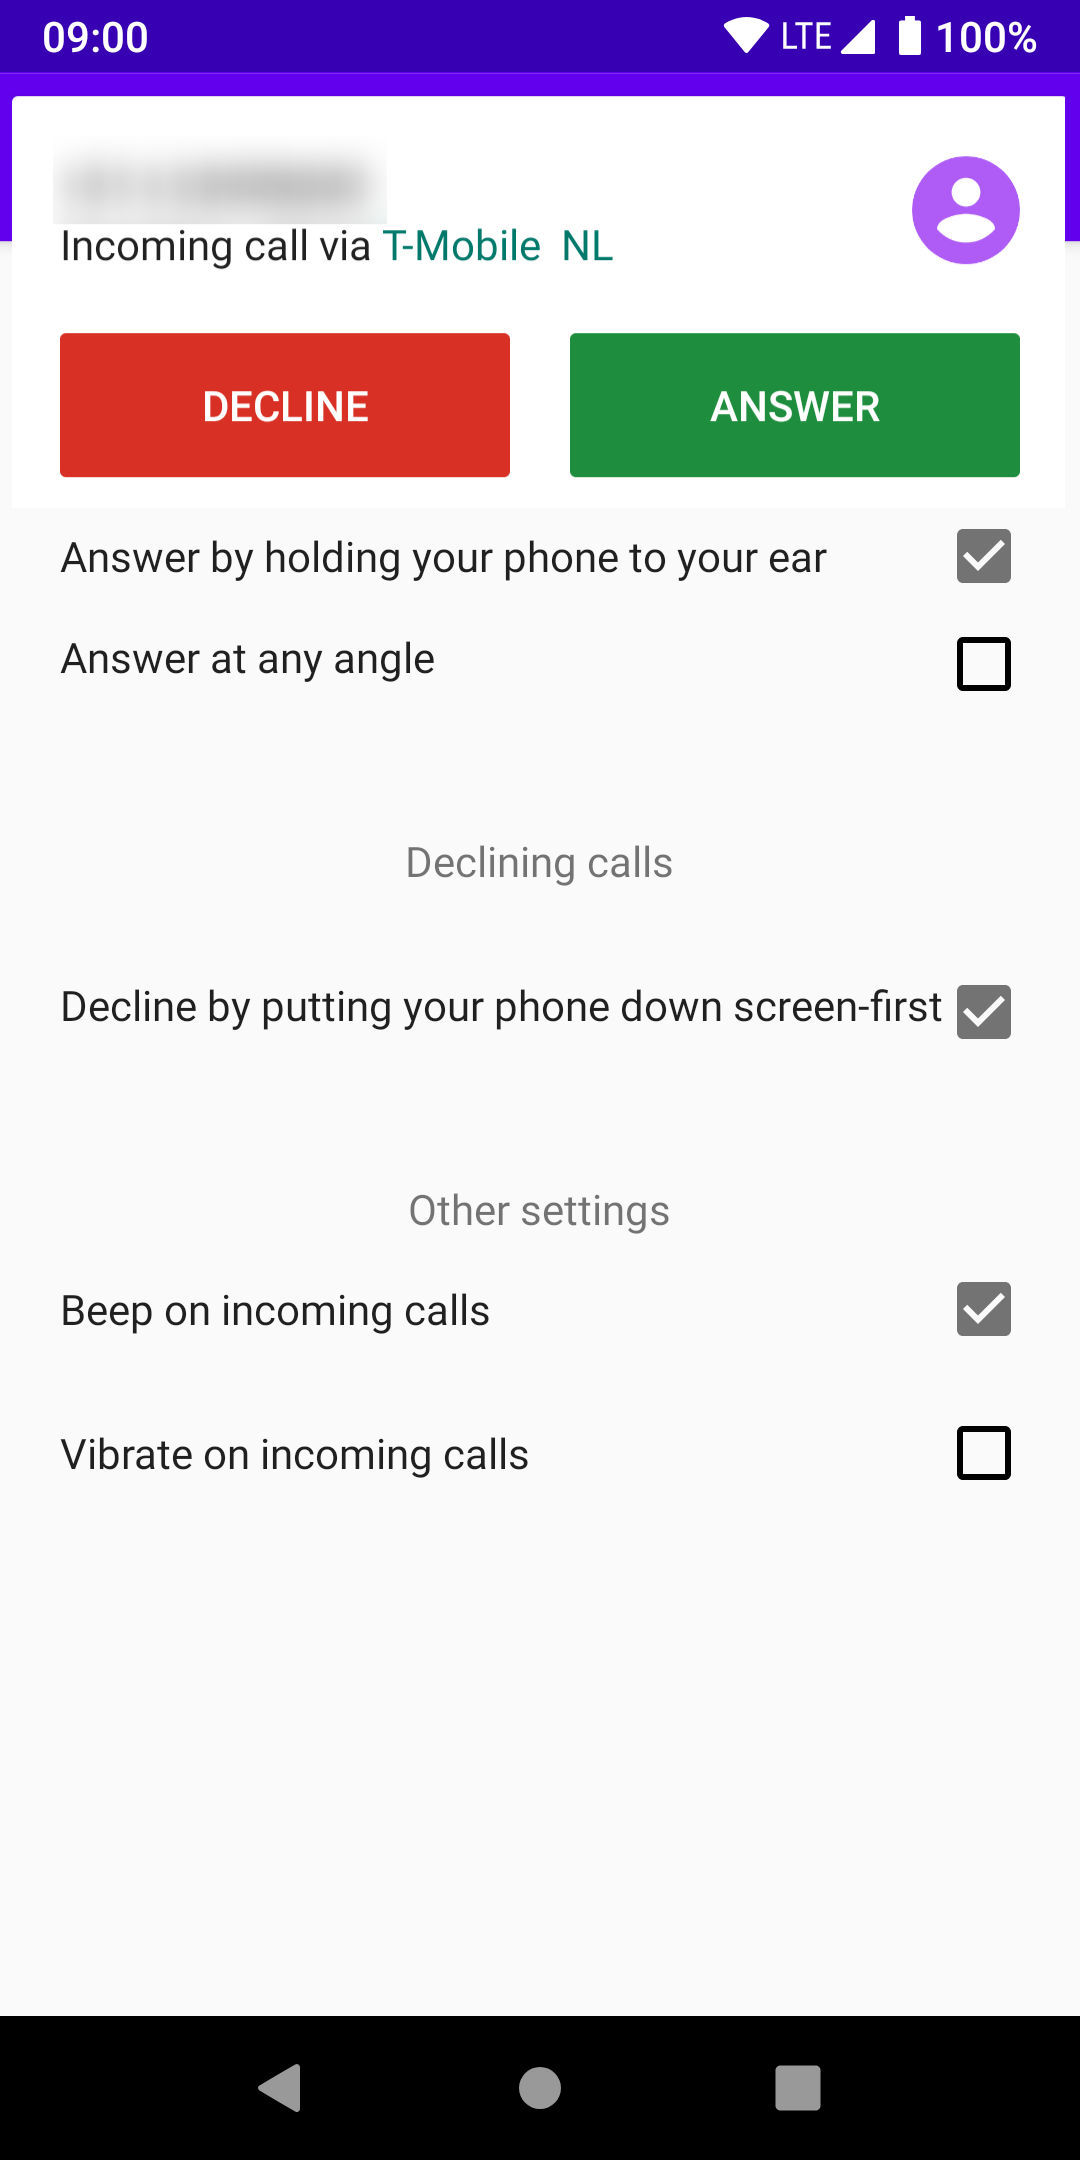 09:00 LTE 100%
Incoming call via T-Mobile  NL
DECLINE ANSWER
Answer by holding your phone to your ear
Answer at any angle
Declining calls
Decline by putting your phone down screen-first
Other settings
Beep on incoming calls
Vibrate on incoming calls